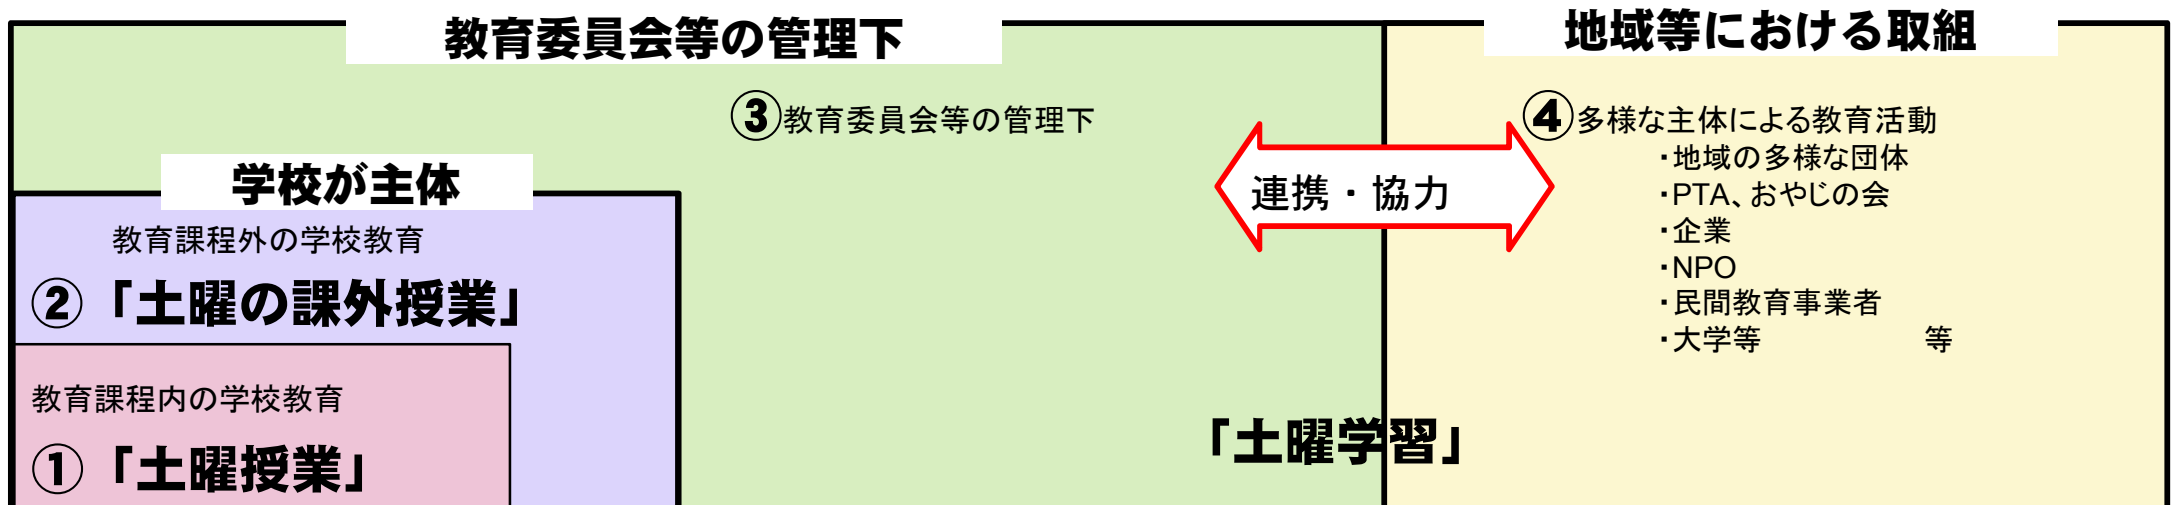 教育委員会等の管理下
地域等における取組
③教育委員会等の管理下
④多様な主体による教育活動
・地域の多様な団体
・PTA、おやじの会
・企業
・NPO
・民間教育事業者
・大学等 等
連携・協力
学校が主体
教育課程外の学校教育
②「土曜の課外授業」
教育課程内の学校教育
①「土曜授業」
「土曜学習」